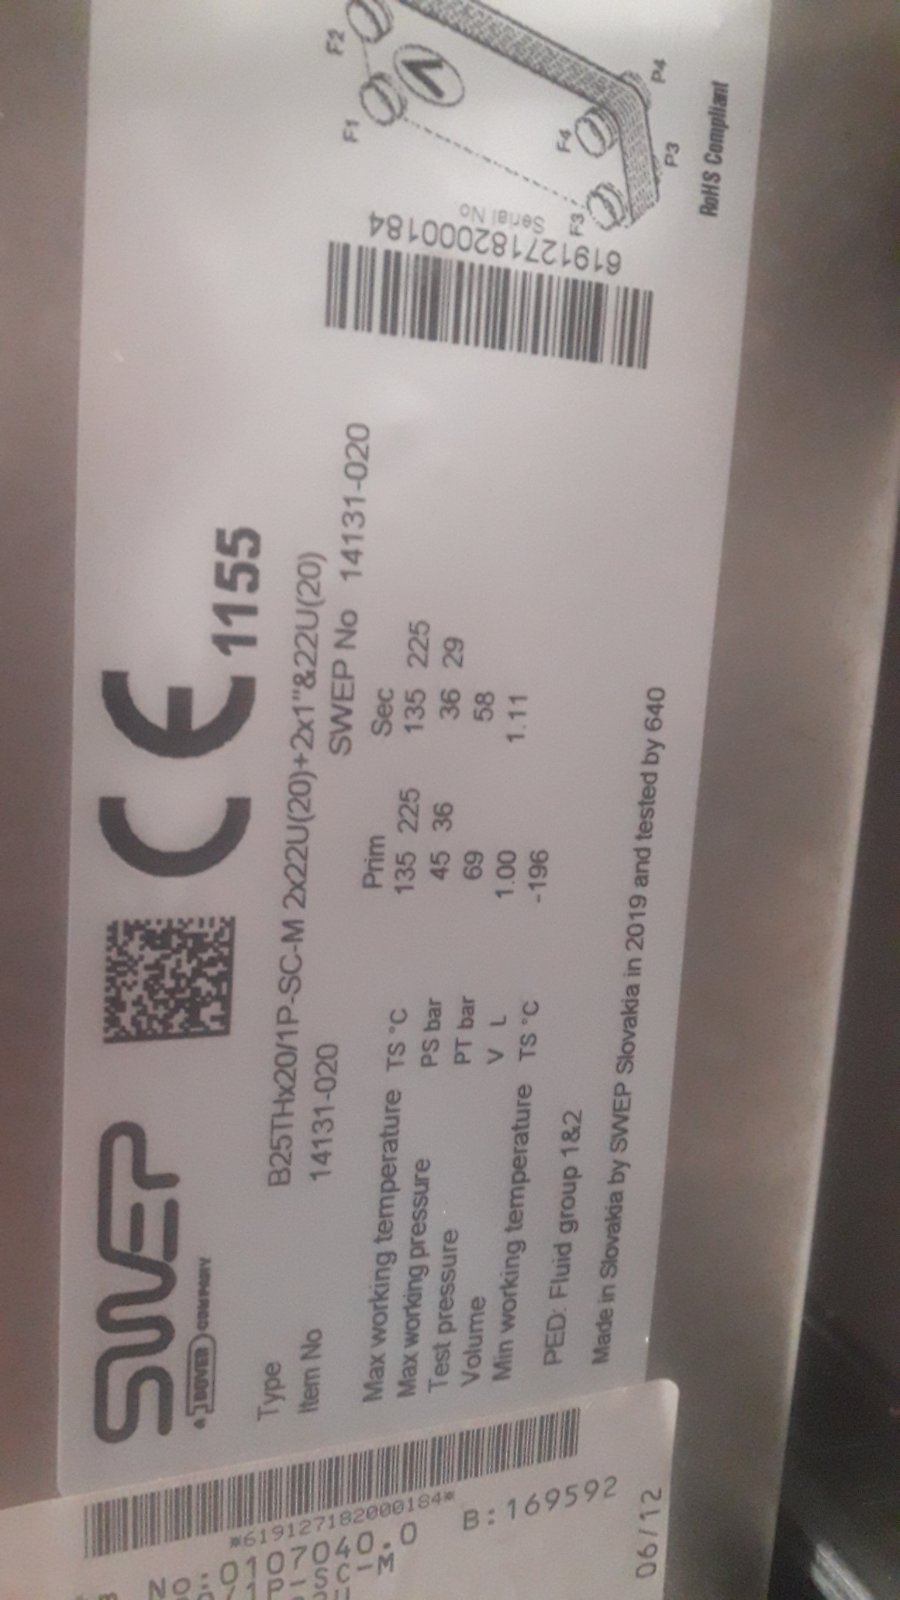 SWEP
A DOVER COMPANY
CE 1155
Type B25THx20/1P-SC-M 2x22U(20)+2x1"&22U(20)
Item No 14131-020 SWEP No 14131-020
Prim Sec
Max working temperature TS °C 135 225 135 225
Max working pressure PS bar 45 36 36 29
Test pressure PT bar 69 58
Volume V L 1.00 1.11
Min working temperature TS °C -196
PED: Fluid group 1&2
Made in Slovakia by SWEP Slovakia in 2019 and tested by 640
619127182000184
Serial No
F1
F2
F3
F4
P3
P4
RoHS Compliant
*619127182000184*
No.:0107040.0
/1P-SC-M
B:169592
06/12